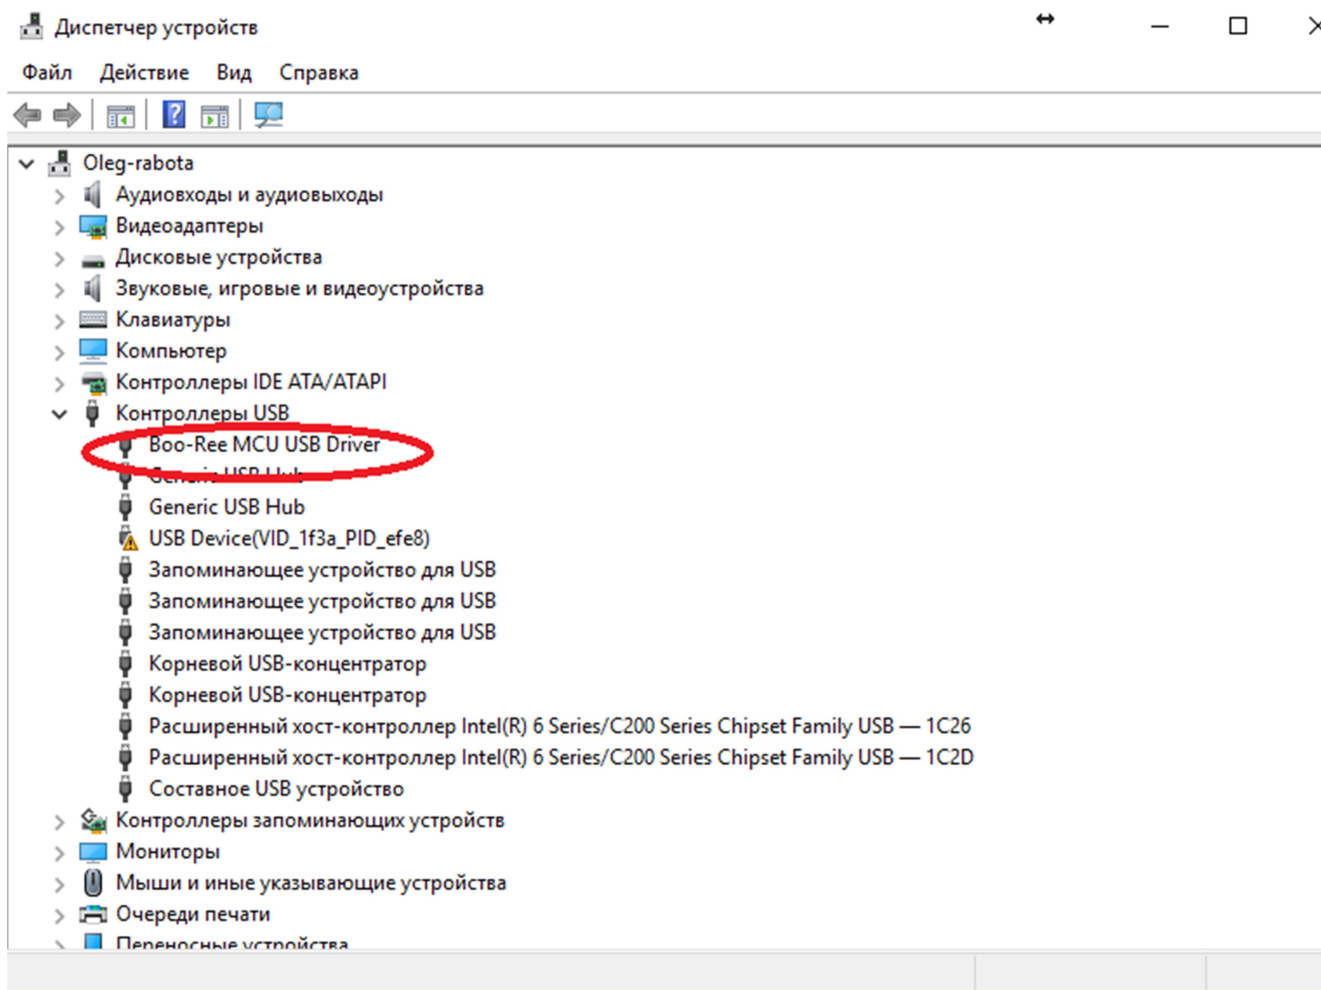 Диспетчер устройств
Файл Действие Вид Справка
Oleg-rabota
Аудиовходы и аудиовыходы
Видеоадаптеры
Дисковые устройства
Звуковые, игровые и видеоустройства
Клавиатуры
Компьютер
Контроллеры IDE ATA/ATAPI
Контроллеры USB
Boo-Ree MCU USB Driver
Generic USB Hub
Generic USB Hub
USB Device(VID_1f3a_PID_efe8)
Запоминающее устройство для USB
Запоминающее устройство для USB
Запоминающее устройство для USB
Корневой USB-концентратор
Корневой USB-концентратор
Расширенный хост-контроллер Intel(R) 6 Series/C200 Series Chipset Family USB — 1C26
Расширенный хост-контроллер Intel(R) 6 Series/C200 Series Chipset Family USB — 1C2D
Составное USB устройство
Контроллеры запоминающих устройств
Мониторы
Мыши и иные указывающие устройства
Очереди печати
Переносные устройства